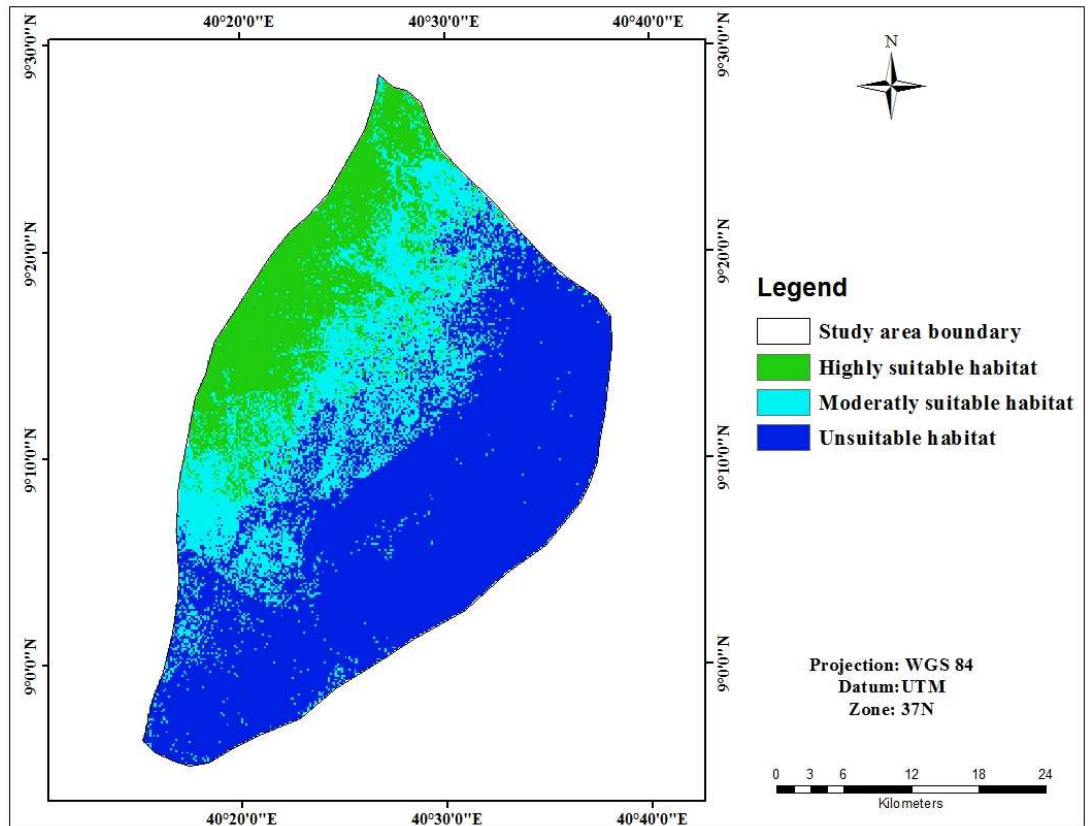 40°20'0"E 40°30'0"E 40°40'0"E
9°30'0"N
9°20'0"N
9°10'0"N
9°0'0"N
9°30'0"N
9°20'0"N
9°10'0"N
9°0'0"N
40°20'0"E 40°30'0"E 40°40'0"E
N
Legend
Study area boundary
Highly suitable habitat
Moderatly suitable habitat
Unsuitable habitat
Projection: WGS 84
Datum:UTM
Zone: 37N
0 3 6 12 18 24
Kilometers